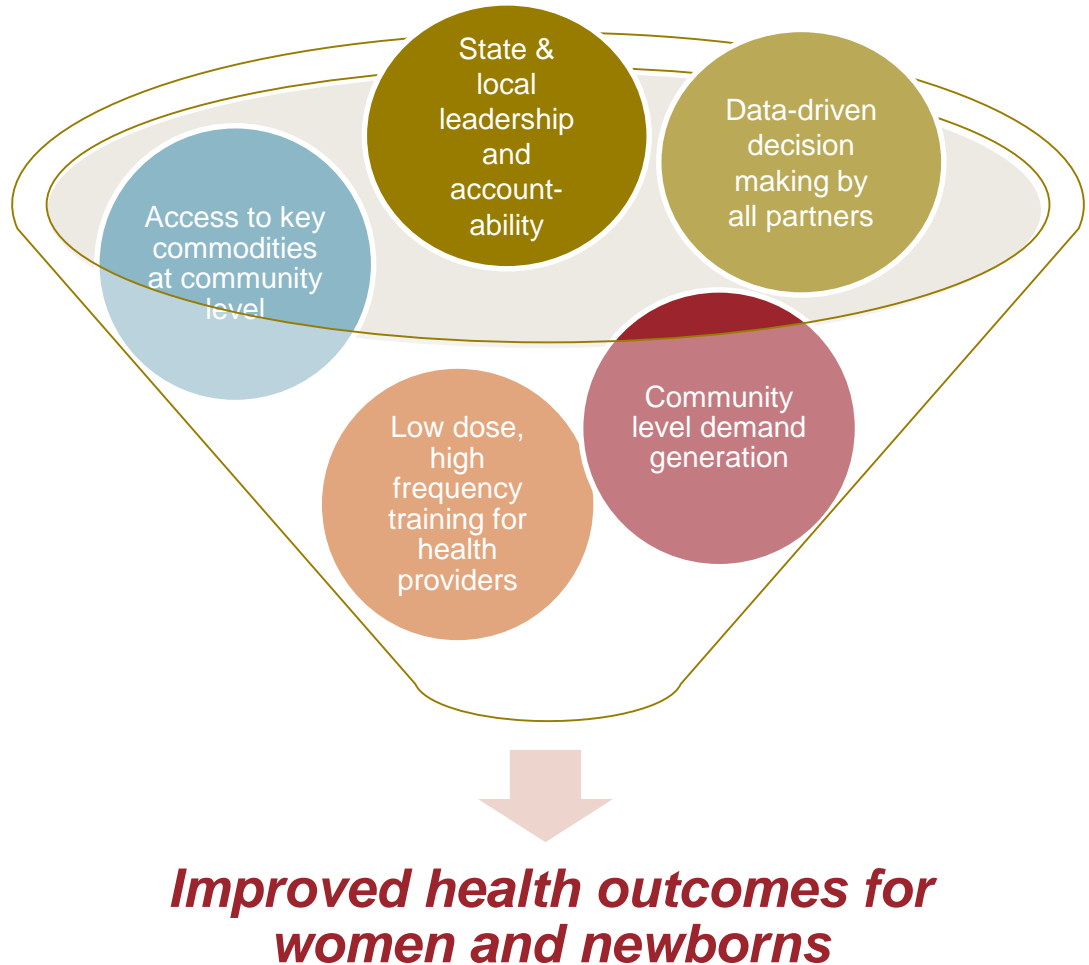 State &
local
leadership
and
account-
ability
Data-driven
decision
making by
all partners
Access to key
commodities
at community
level
Community
level demand
generation
Low dose,
high
frequency
training for
health
providers
Improved health outcomes for
women and newborns